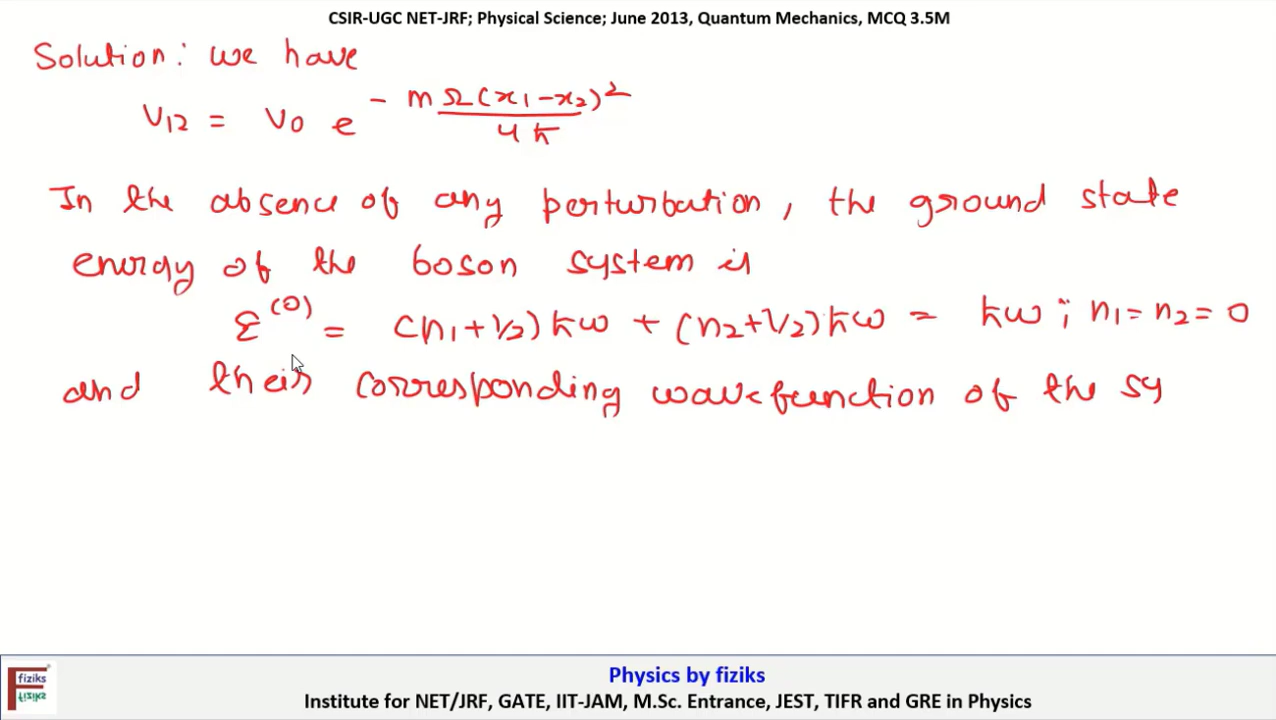 CSIR-UGC NET-JRF; Physical Science; June 2013, Quantum Mechanics, MCQ 3.5M
Solution: we have
V12 = V0 e^ - mΩ(x1-x2)^2 / 4ħ
In the absence of any perturbation, the ground state
energy of the boson system is
ε^(0) = (n1+1/2)ħω + (n2+1/2)ħω = ħω ; n1=n2=0
and their corresponding wavefunction of the sy
fiziks
Physics by fiziks
Institute for NET/JRF, GATE, IIT-JAM, M.Sc. Entrance, JEST, TIFR and GRE in Physics